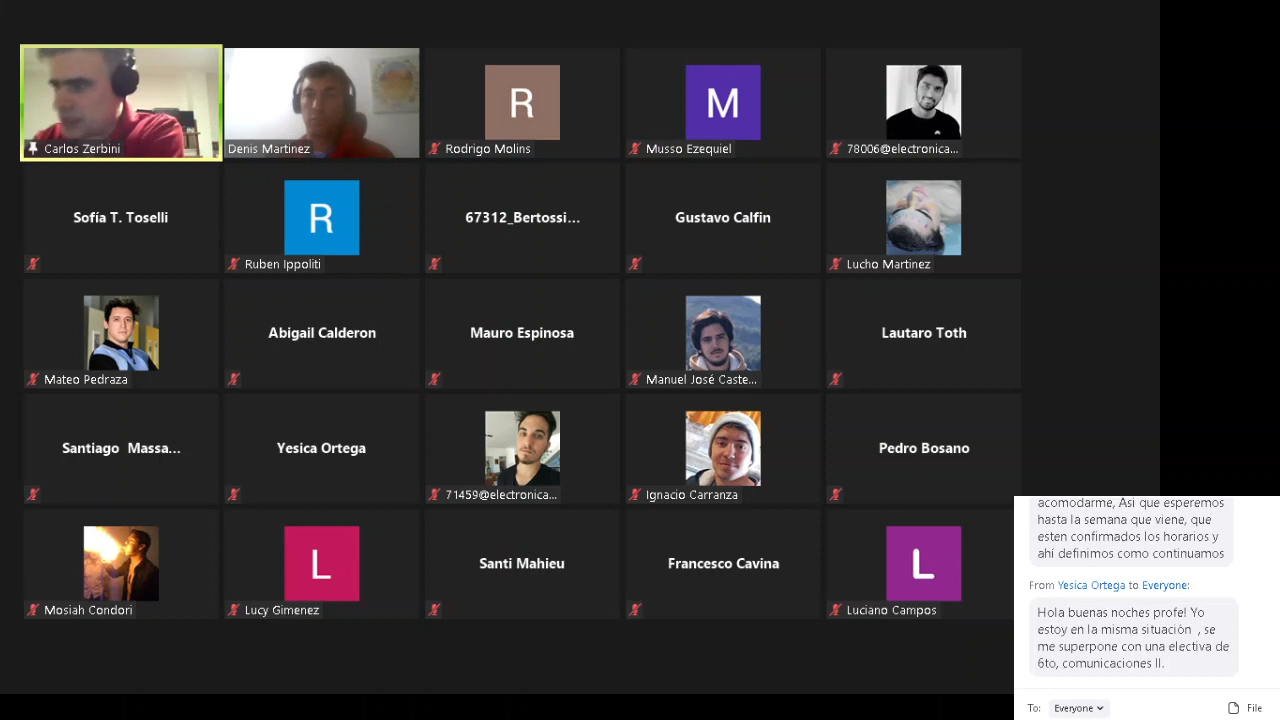 Carlos Zerbini
Denis Martinez
R
Rodrigo Molins
M
Musso Ezequiel
78006@electronica...
Sofía T. Toselli
R
Ruben Ippoliti
67312_Bertossi...
Gustavo Calfin
Lucho Martinez
Mateo Pedraza
Abigail Calderon
Mauro Espinosa
Manuel José Caste...
Lautaro Toth
Santiago Massa...
Yesica Ortega
71459@electronica...
Ignacio Carranza
Pedro Bosano
Mosiah Condori
L
Lucy Gimenez
Santi Mahieu
Francesco Cavina
L
Luciano Campos
acomodarme, Asi que esperemos
hasta la semana que viene, que
esten confirmados los horarios y
ahí definimos como continuamos
From Yesica Ortega to Everyone:
Hola buenas noches profe! Yo
estoy en la misma situación , se
me superpone con una electiva de
6to, comunicaciones II.
To: Everyone File